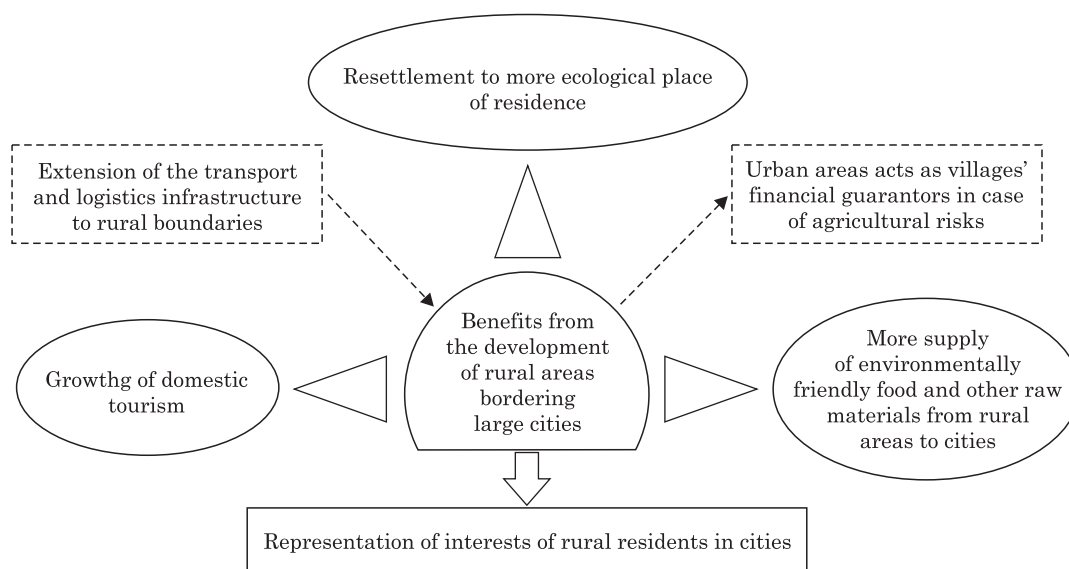 Resettlement to more ecological place
of residence
Extension of the transport
and logistics infrastructure
to rural boundaries
Urban areas acts as villages’
financial guarantors in case
of agricultural risks
Growthg of domestic
tourism
Benefits from
the development
of rural areas
bordering
large cities
More supply
of environmentally
friendly food and other raw
materials from rural
areas to cities
Representation of interests of rural residents in cities